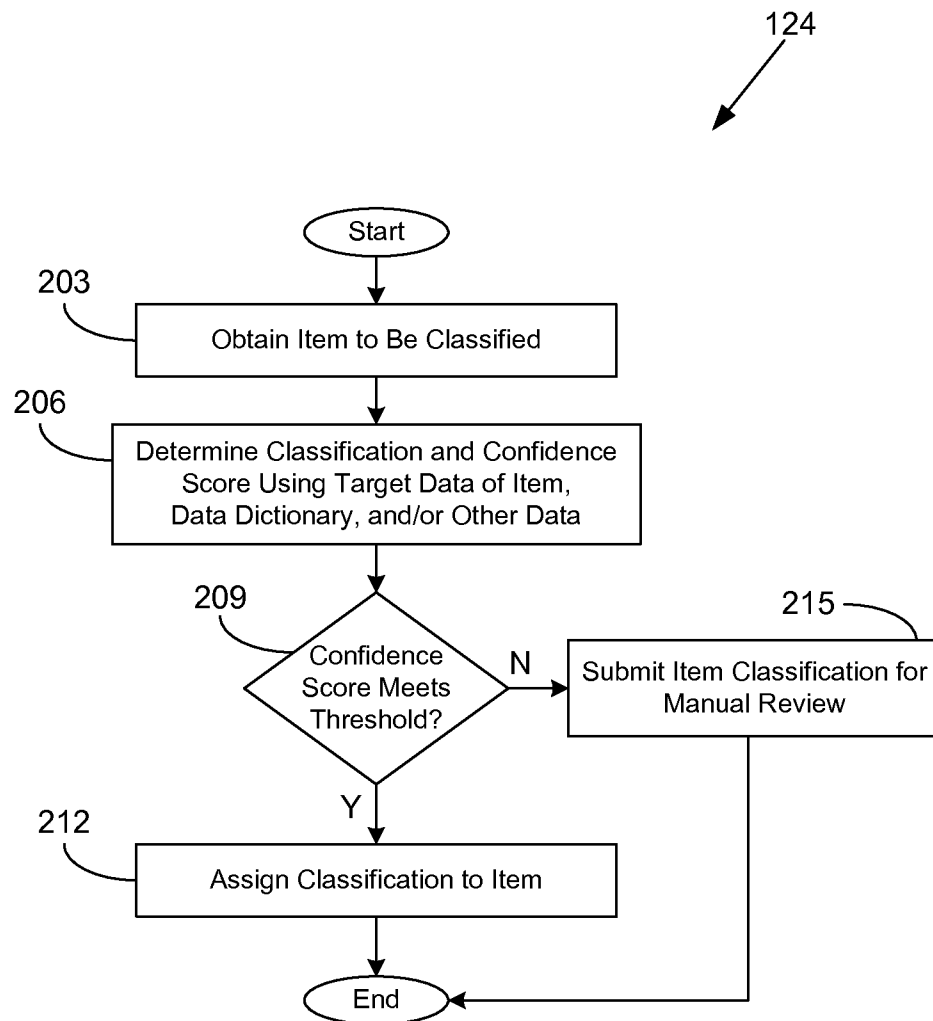 124
Start
203
Obtain Item to Be Classified
206
Determine Classification and Confidence
Score Using Target Data of Item,
Data Dictionary, and/or Other Data
209
215
Confidence
Score Meets
Threshold?
N
Submit Item Classification for
Manual Review
Y
212
Assign Classification to Item
End